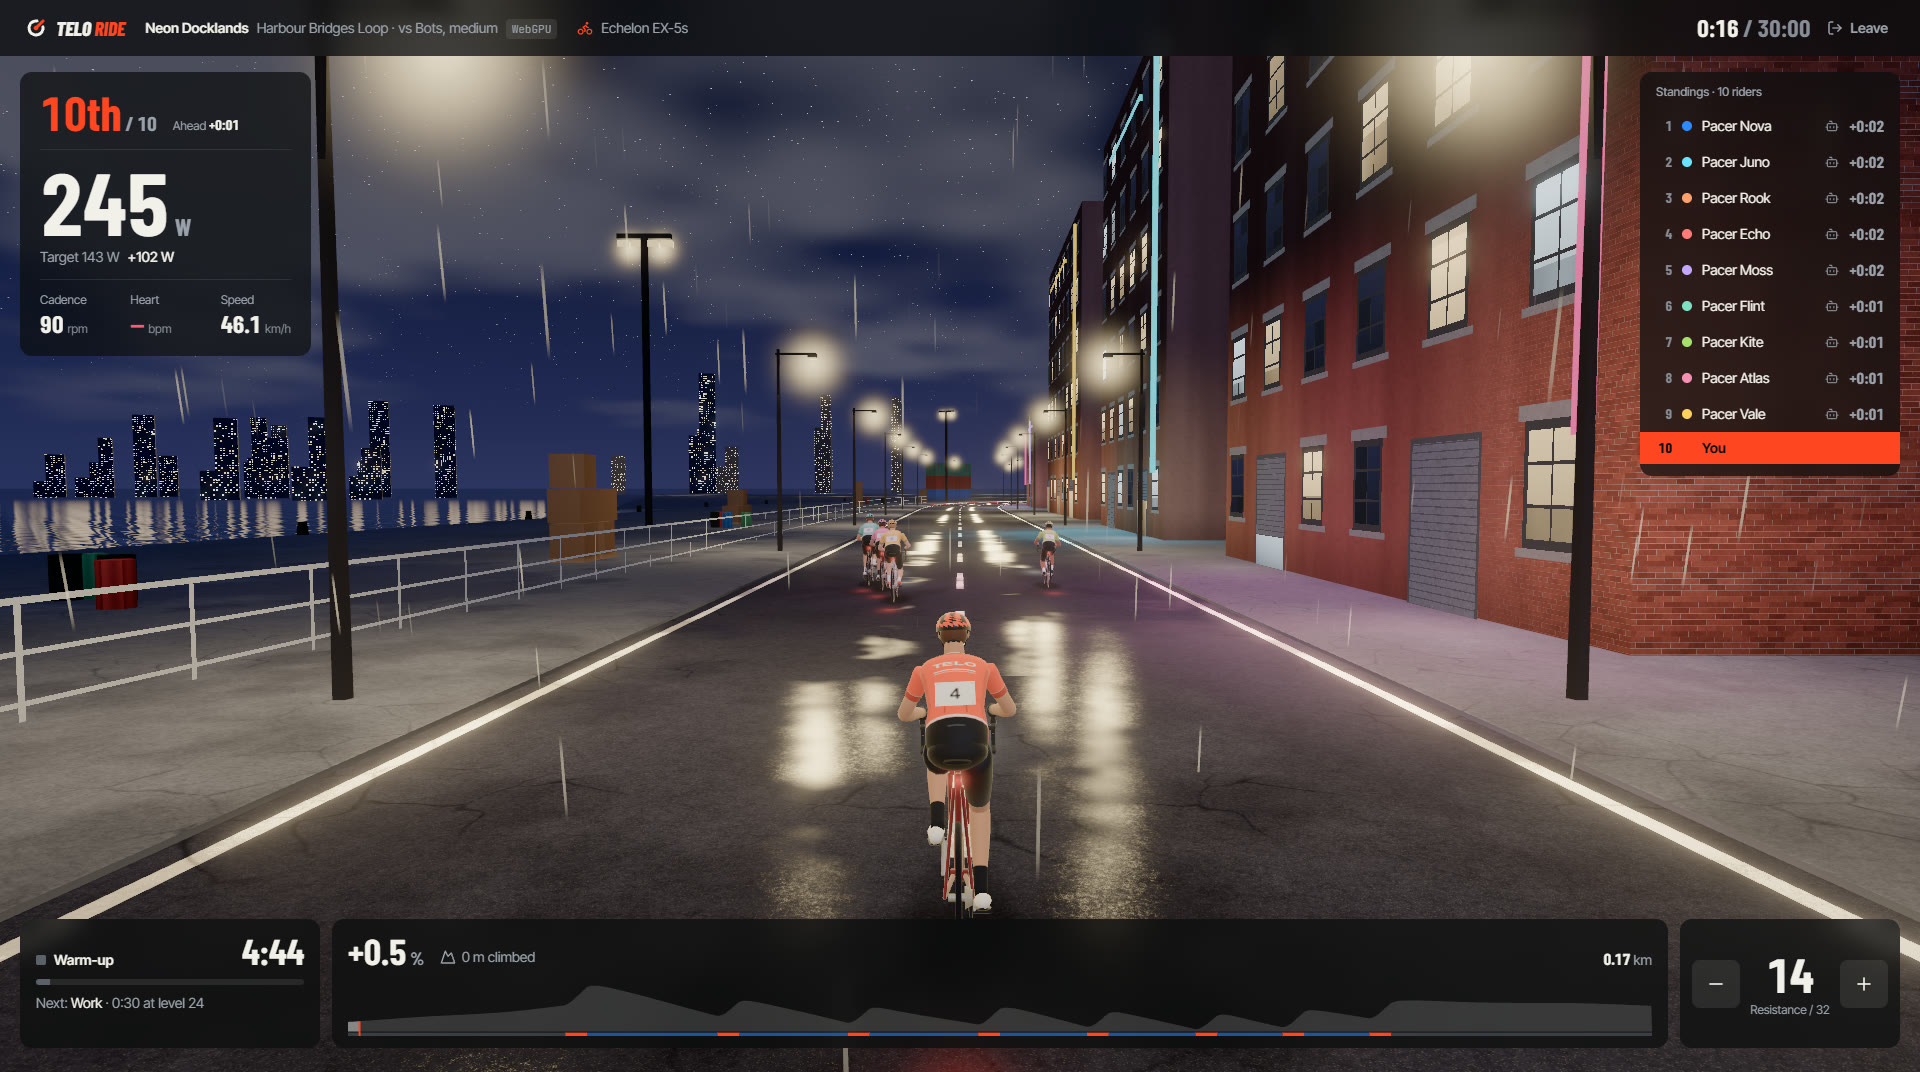 TELO RIDE Neon Docklands Harbour Bridges Loop · vs Bots, medium WebGPU Echelon EX-5s 0:16 / 30:00 Leave
10th / 10 Ahead +0:01
245 W
Target 143 W +102 W
Cadence Heart Speed
90 rpm – bpm 46.1 km/h
Standings · 10 riders
1 Pacer Nova +0:02
2 Pacer Juno +0:02
3 Pacer Rook +0:02
4 Pacer Echo +0:02
5 Pacer Moss +0:02
6 Pacer Flint +0:01
7 Pacer Kite +0:01
8 Pacer Atlas +0:01
9 Pacer Vale +0:01
10 You
TELO
4
Warm-up 4:44
Next: Work · 0:30 at level 24
+0.5 % 0 m climbed 0.17 km
− 14 +
Resistance / 32